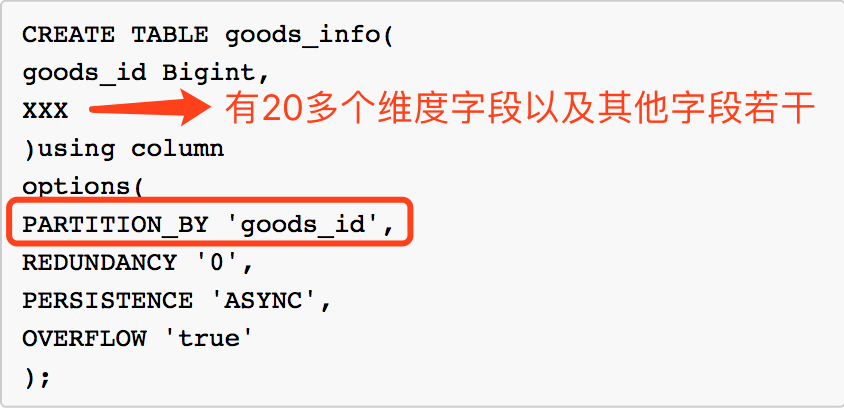 CREATE TABLE goods_info(
goods_id Bigint,
XXX 有20多个维度字段以及其他字段若干
)using column
options(
PARTITION_BY 'goods_id',
REDUNDANCY '0',
PERSISTENCE 'ASYNC',
OVERFLOW 'true'
);